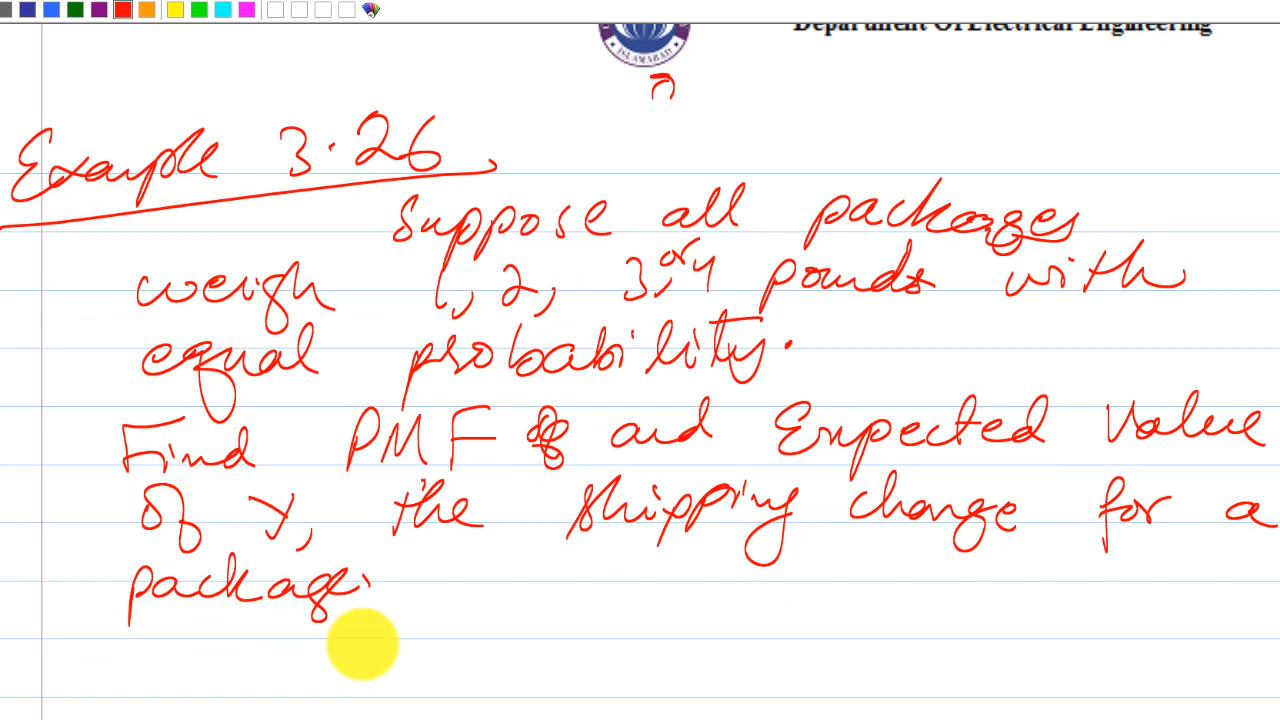 Department Of Electrical Engineering
ISLAMABAD
Example 3.26
Suppose all packages
weigh 1, 2, 3, or 4 pounds with
equal probability.
Find PMF and Expected Value
of Y, the shipping charge for a
package.